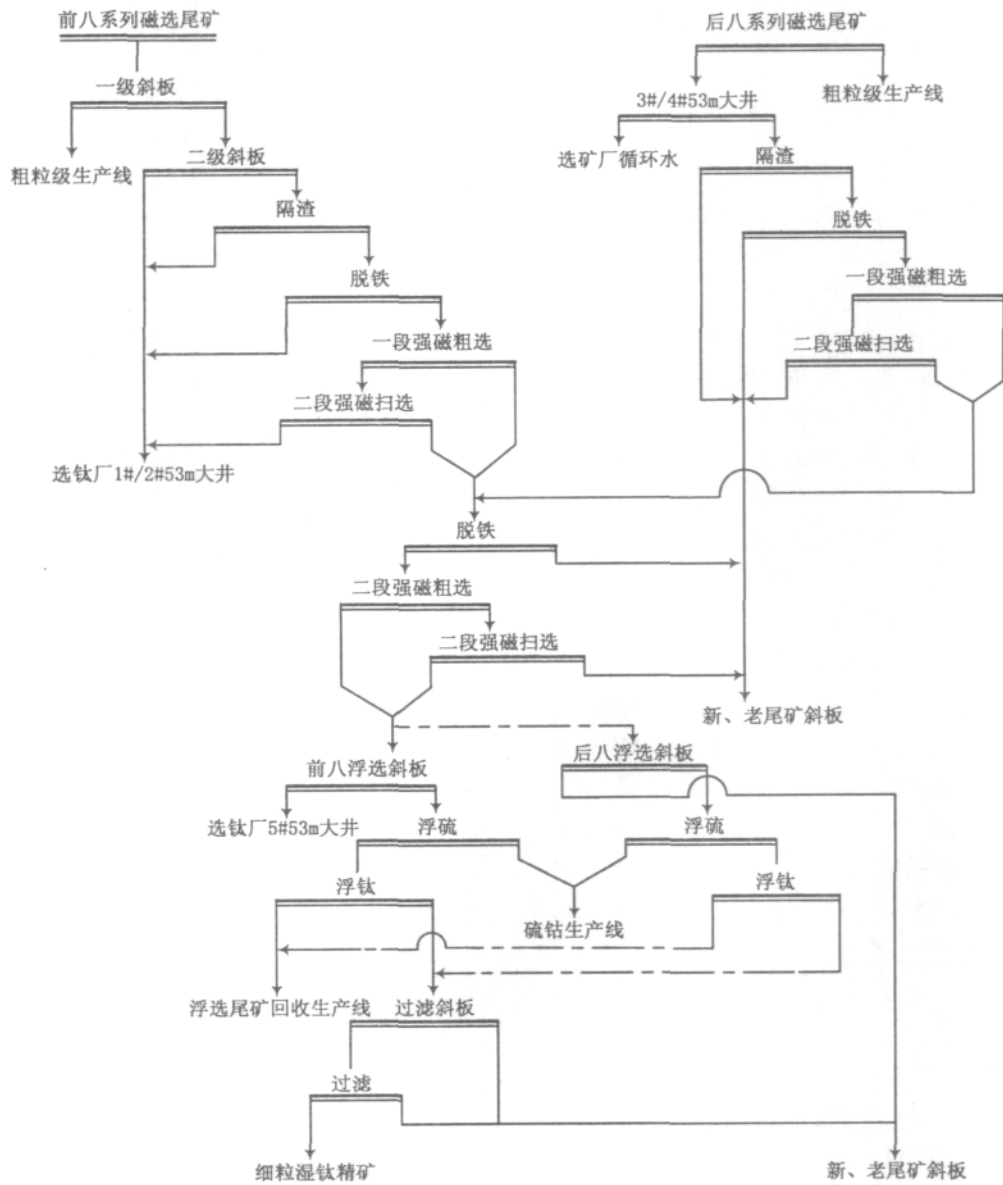 前八系列磁选尾矿
后八系列磁选尾矿
一级斜板
3#/4#53m大井
粗粒级生产线
粗粒级生产线
二级斜板
选矿厂循环水
隔渣
隔渣
脱铁
脱铁
一段强磁粗选
一段强磁粗选
二段强磁扫选
二段强磁扫选
选钛厂1#/2#53m大井
脱铁
二段强磁粗选
二段强磁扫选
新、老尾矿斜板
前八浮选斜板
后八浮选斜板
选钛厂5#53m大井
浮硫
浮硫
浮钛
浮钛
硫钴生产线
浮选尾矿回收生产线
过滤斜板
过滤
细粒湿钛精矿
新、老尾矿斜板